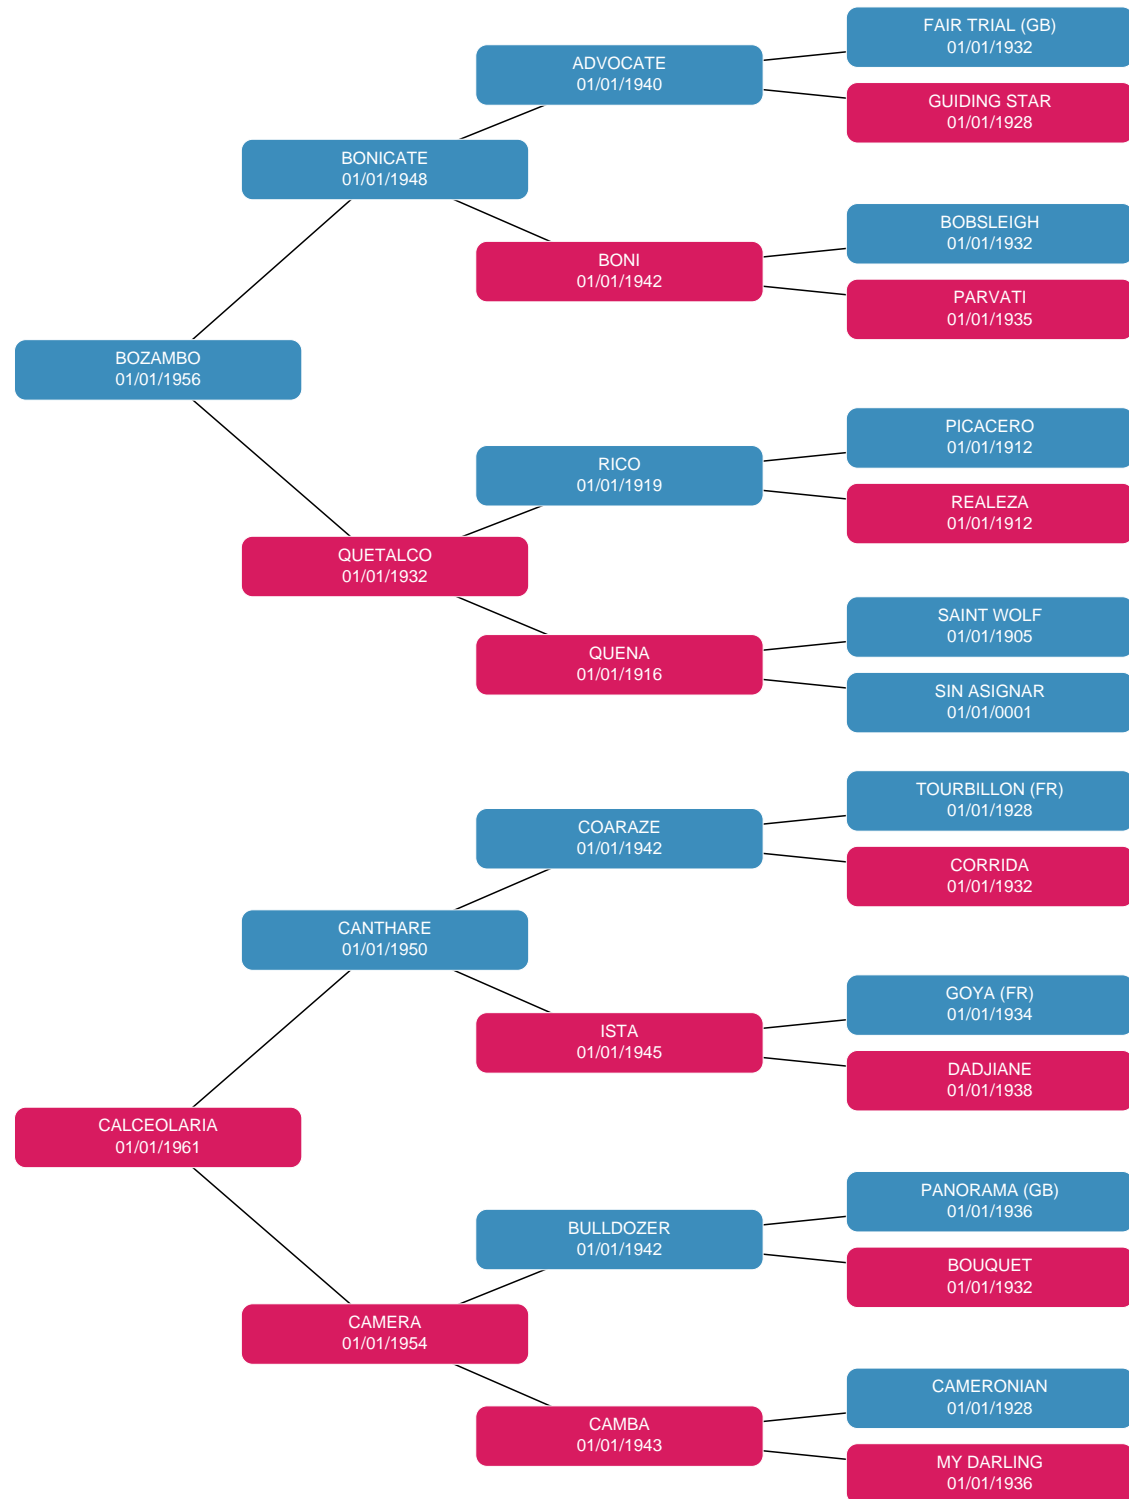 FAIR TRIAL (GB)
01/01/1932
ADVOCATE
01/01/1940
GUIDING STAR
01/01/1928
BONICATE
01/01/1948
BOBSLEIGH
01/01/1932
BONI
01/01/1942
PARVATI
01/01/1935
BOZAMBO
01/01/1956
PICACERO
01/01/1912
RICO
01/01/1919
REALEZA
01/01/1912
QUETALCO
01/01/1932
SAINT WOLF
01/01/1905
QUENA
01/01/1916
SIN ASIGNAR
01/01/0001
TOURBILLON (FR)
01/01/1928
COARAZE
01/01/1942
CORRIDA
01/01/1932
CANTHARE
01/01/1950
GOYA (FR)
01/01/1934
ISTA
01/01/1945
DADJIANE
01/01/1938
CALCEOLARIA
01/01/1961
PANORAMA (GB)
01/01/1936
BULLDOZER
01/01/1942
BOUQUET
01/01/1932
CAMERA
01/01/1954
CAMERONIAN
01/01/1928
CAMBA
01/01/1943
MY DARLING
01/01/1936